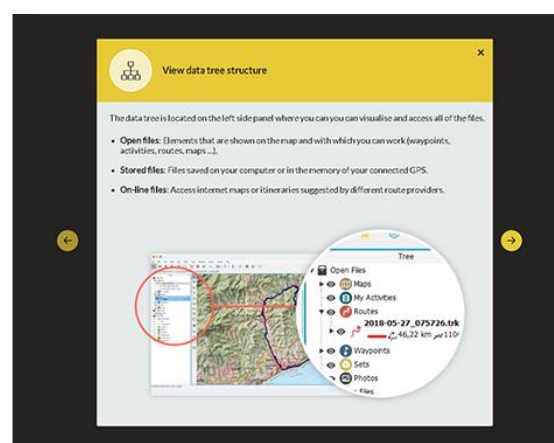 View data tree structure
The data tree is located on the left side panel where you can you can visualise and access all of the files.
• Open files: Elements that are shown on the map and with which you can work (waypoints,
activities, routes, maps ...).
• Stored files: Files saved on your computer or in the memory of your connected GPS.
• On-line files: Access internet maps or itineraries suggested by different route providers.
Tree
Open Files
Maps
My Activities
Routes
2018-05-27_075726.trk
46,22 km 1104
Waypoints
Sets
Photos
Files